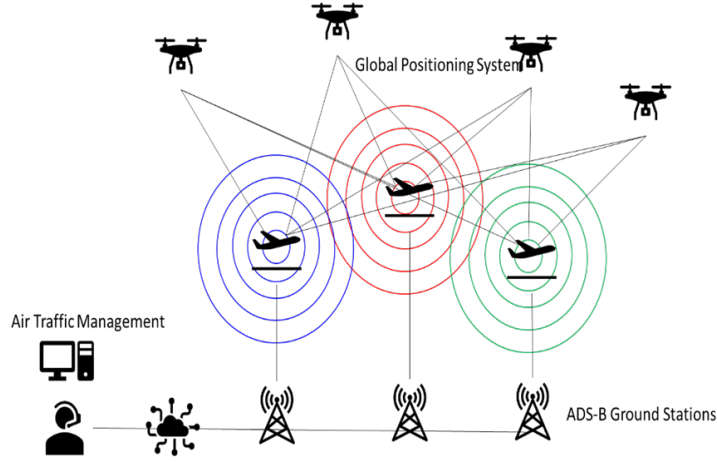 Global Positioning System
Air Traffic Management
ADS-B Ground Stations